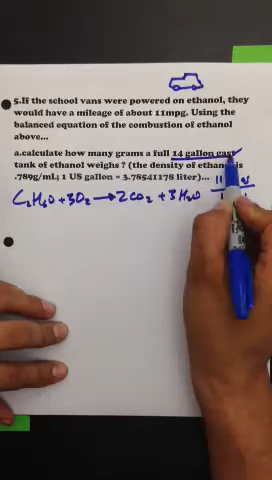 5.If the school vans were powered on ethanol, they
would have a mileage of about 11mpg. Using the
balanced equation of the combustion of ethanol
above...
a.calculate how many grams a full 14 gallon gas
tank of ethanol weighs ? (the density of ethanol is
.789g/mL; 1 US gallon = 3.78541178 liter)...
C₂H₆O + 3O₂ → 2CO₂ + 3H₂O